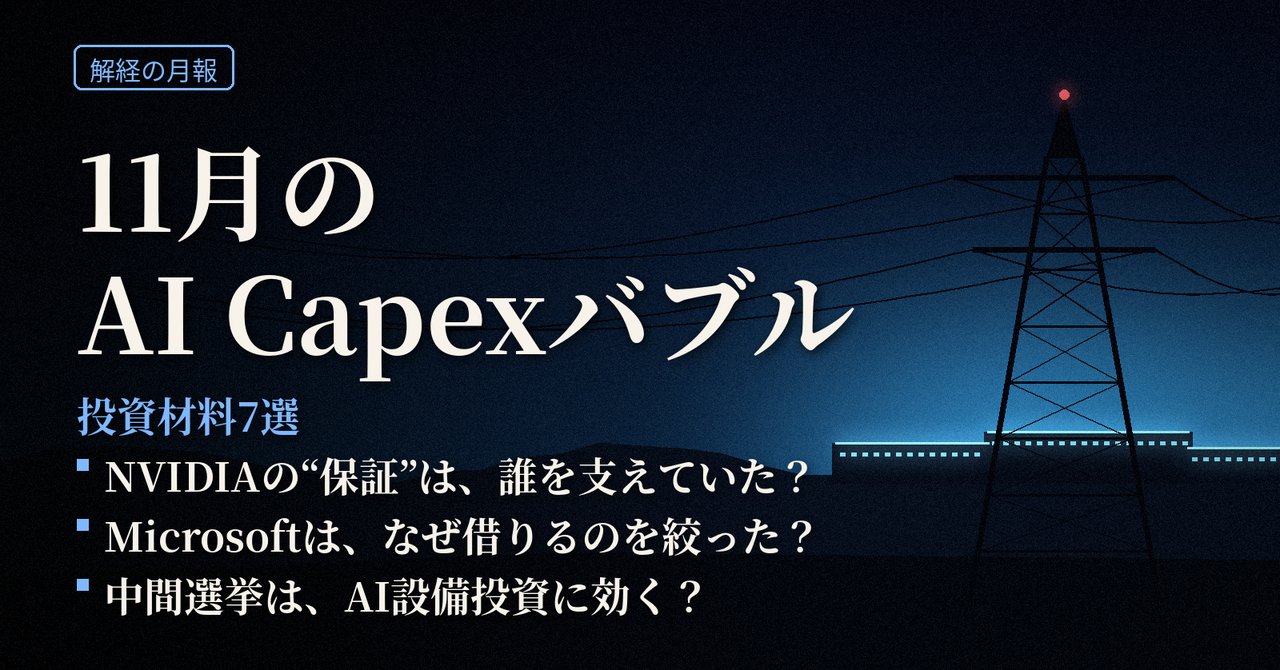 解経の月報
11月の
AI Capexバブル
投資材料7選
NVIDIAの“保証”は、誰を支えていた？
Microsoftは、なぜ借りるのを絞った？
中間選挙は、AI設備投資に効く？